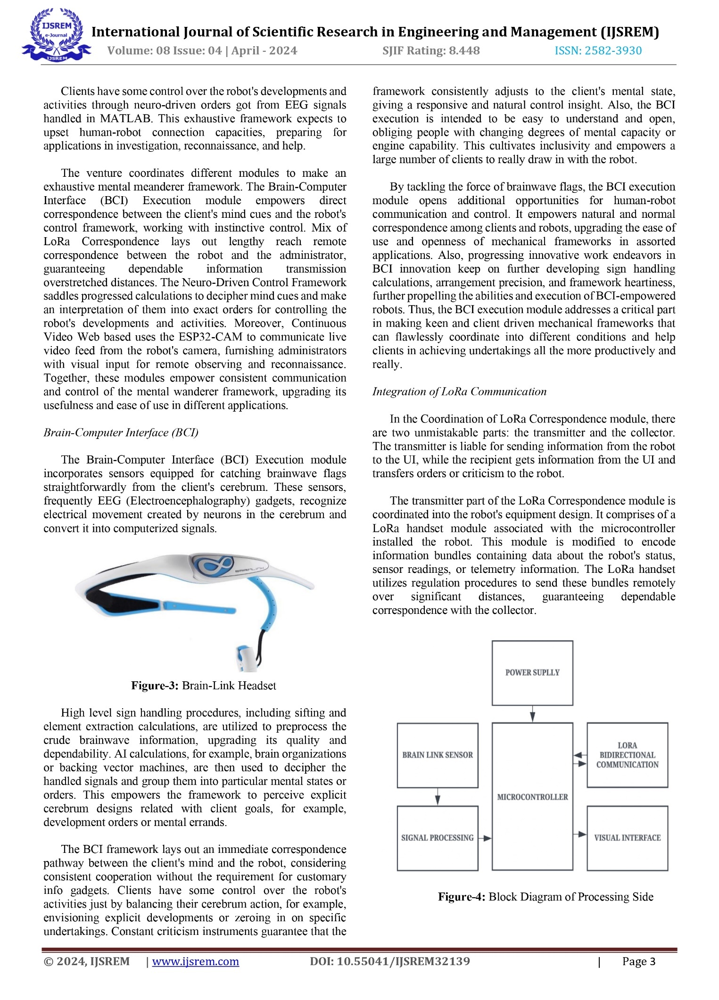 IJSREM
e-Journal
IJSREM
International Journal of Scientific Research in Engineering and Management (IJSREM)
Volume: 08 Issue: 04 | April - 2024 SJIF Rating: 8.448 ISSN: 2582-3930
Clients have some control over the robot's developments and
activities through neuro-driven orders got from EEG signals
handled in MATLAB. This exhaustive framework expects to
upset human-robot connection capacities, preparing for
applications in investigation, reconnaissance, and help.
The venture coordinates different modules to make an
exhaustive mental meanderer framework. The Brain-Computer
Interface (BCI) Execution module empowers direct
correspondence between the client's mind cues and the robot's
control framework, working with instinctive control. Mix of
LoRa Correspondence lays out lengthy reach remote
correspondence between the robot and the administrator,
guaranteeing dependable information transmission
overstretched distances. The Neuro-Driven Control Framework
saddles progressed calculations to decipher mind cues and make
an interpretation of them into exact orders for controlling the
robot's developments and activities. Moreover, Continuous
Video Web based uses the ESP32-CAM to communicate live
video feed from the robot's camera, furnishing administrators
with visual input for remote observing and reconnaissance.
Together, these modules empower consistent communication
and control of the mental wanderer framework, upgrading its
usefulness and ease of use in different applications.
Brain-Computer Interface (BCI)
The Brain-Computer Interface (BCI) Execution module
incorporates sensors equipped for catching brainwave flags
straightforwardly from the client's cerebrum. These sensors,
frequently EEG (Electroencephalography) gadgets, recognize
electrical movement created by neurons in the cerebrum and
convert it into computerized signals.
BRAINLINK
Figure-3: Brain-Link Headset
High level sign handling procedures, including sifting and
element extraction calculations, are utilized to preprocess the
crude brainwave information, upgrading its quality and
dependability. AI calculations, for example, brain organizations
or backing vector machines, are then used to decipher the
handled signals and group them into particular mental states or
orders. This empowers the framework to perceive explicit
cerebrum designs related with client goals, for example,
development orders or mental errands.
The BCI framework lays out an immediate correspondence
pathway between the client's mind and the robot, considering
consistent cooperation without the requirement for customary
info gadgets. Clients have some control over the robot's
activities just by balancing their cerebrum action, for example,
envisioning explicit developments or zeroing in on specific
undertakings. Constant criticism instruments guarantee that the
framework consistently adjusts to the client's mental state,
giving a responsive and natural control insight. Also, the BCI
execution is intended to be easy to understand and open,
obliging people with changing degrees of mental capacity or
engine capability. This cultivates inclusivity and empowers a
large number of clients to really draw in with the robot.
By tackling the force of brainwave flags, the BCI execution
module opens additional opportunities for human-robot
communication and control. It empowers natural and normal
correspondence among clients and robots, upgrading the ease of
use and openness of mechanical frameworks in assorted
applications. Also, progressing innovative work endeavors in
BCI innovation keep on further developing sign handling
calculations, arrangement precision, and framework heartiness,
further propelling the abilities and execution of BCI-empowered
robots. Thus, the BCI execution module addresses a critical part
in making keen and client driven mechanical frameworks that
can flawlessly coordinate into different conditions and help
clients in achieving undertakings all the more productively and
really.
Integration of LoRa Communication
In the Coordination of LoRa Correspondence module, there
are two unmistakable parts: the transmitter and the collector.
The transmitter is liable for sending information from the robot
to the UI, while the recipient gets information from the UI and
transfers orders or criticism to the robot.
The transmitter part of the LoRa Correspondence module is
coordinated into the robot's equipment design. It comprises of a
LoRa handset module associated with the microcontroller
installed the robot. This module is modified to encode
information bundles containing data about the robot's status,
sensor readings, or telemetry information. The LoRa handset
utilizes regulation procedures to send these bundles remotely
over significant distances, guaranteeing dependable
correspondence with the collector.
POWER SUPLLY
BRAIN LINK SENSOR
LORA
BIDIRECTIONAL
COMMUNICATION
MICROCONTROLLER
SIGNAL PROCESSING
VISUAL INTERFACE
Figure-4: Block Diagram of Processing Side
© 2024, IJSREM | www.ijsrem.com DOI: 10.55041/IJSREM32139 | Page 3